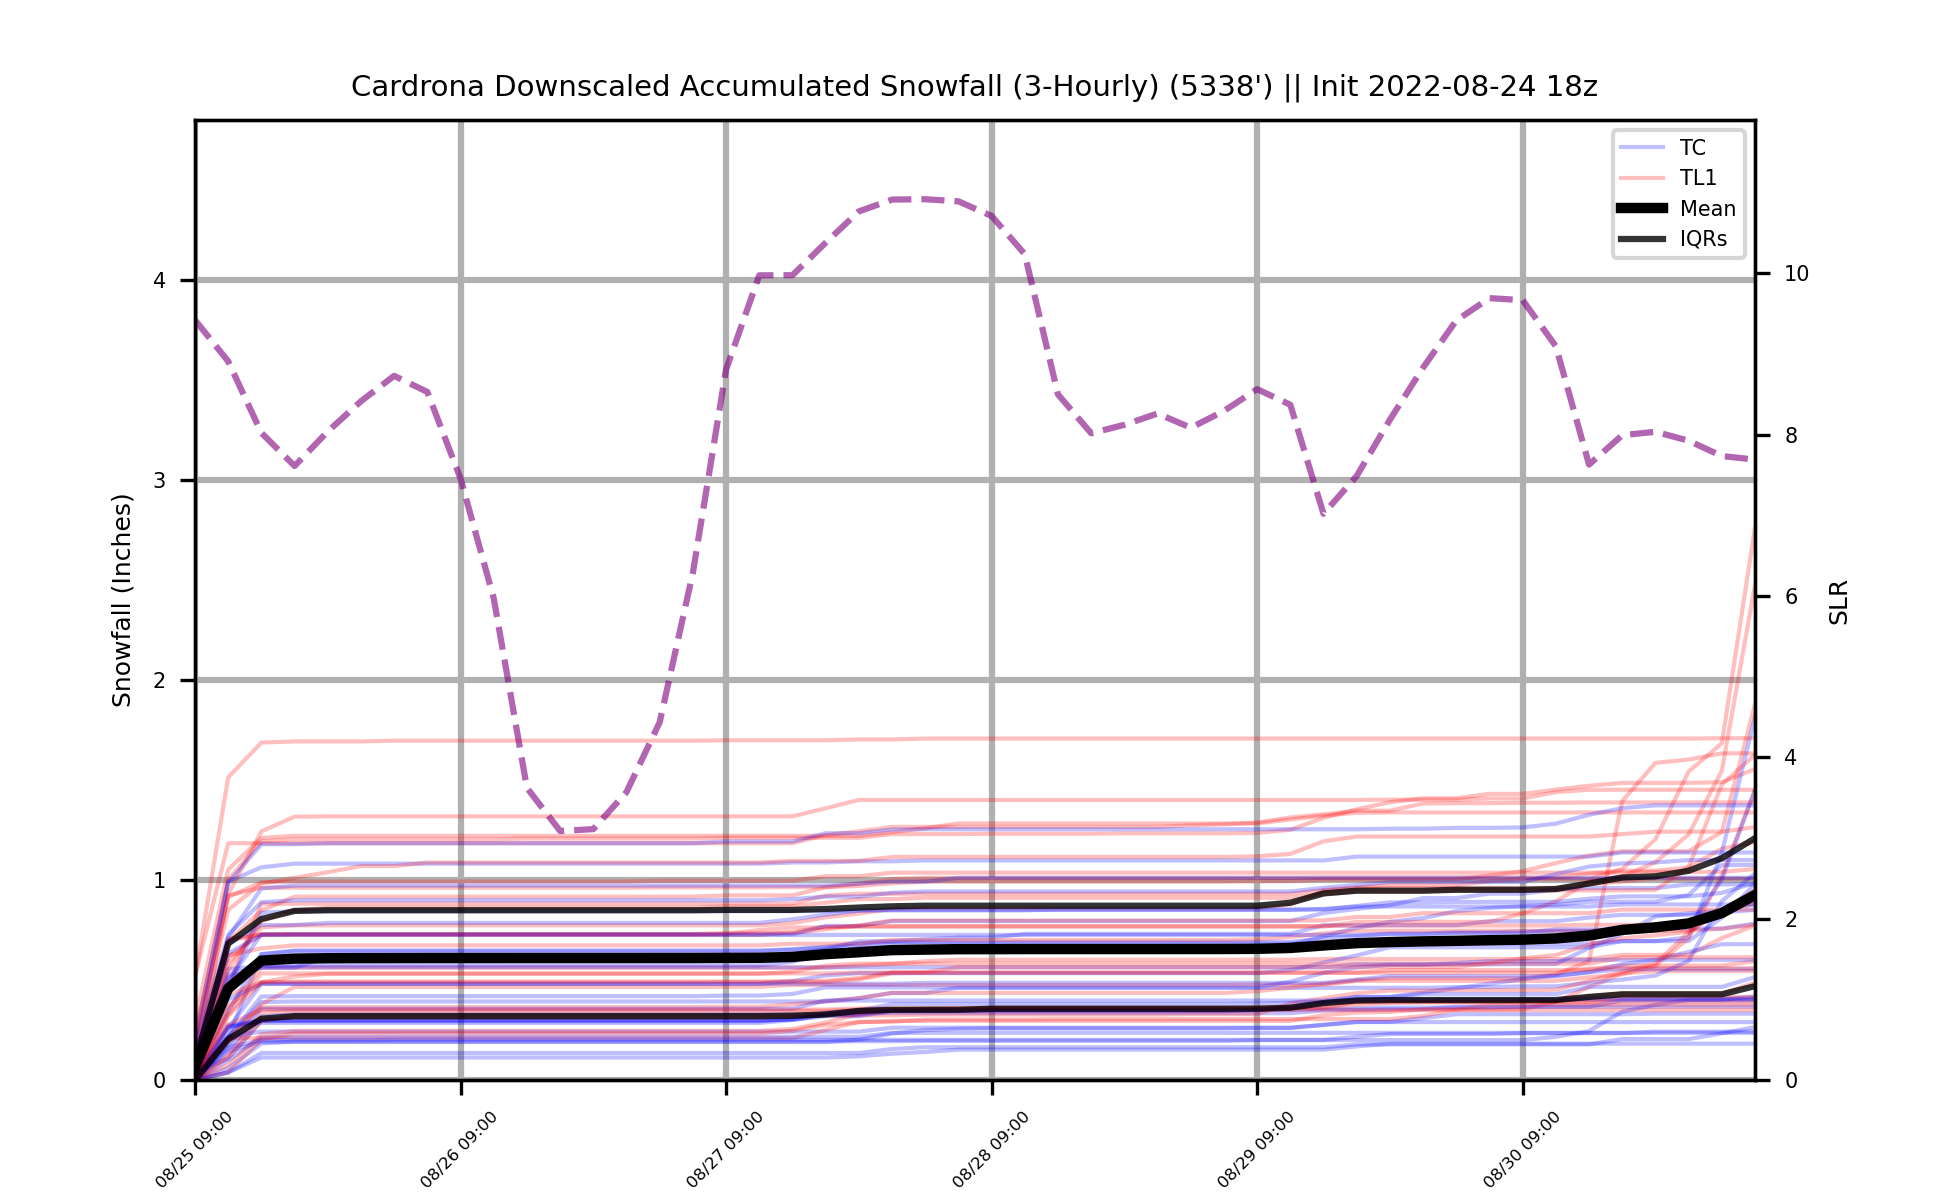 Cardrona Downscaled Accumulated Snowfall (3-Hourly) (5338') || Init 2022-08-24 18z
TC
TL1
Mean
IQRs
4
3
2
1
0
Snowfall (Inches)
10
8
6
4
2
0
SLR
08/25 09:00
08/26 09:00
08/27 09:00
08/28 09:00
08/29 09:00
08/30 09:00